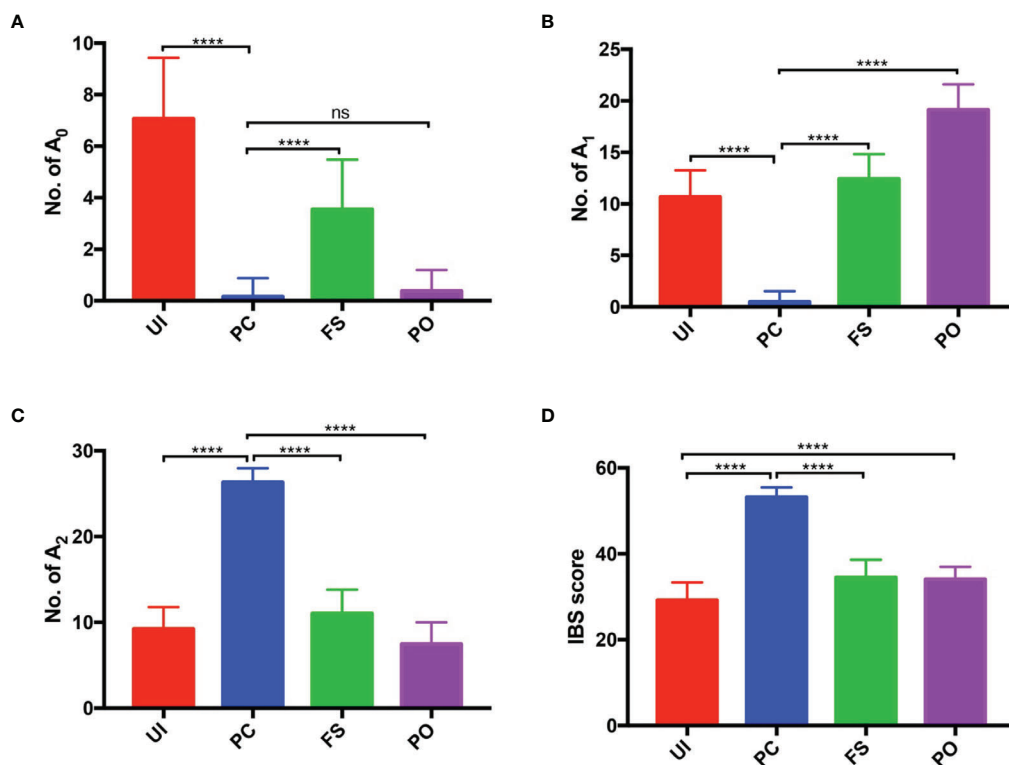 A
No. of A0
10
8
6
4
2
0
****
ns
****
UI
PC
FS
PO
B
No. of A1
25
20
15
10
5
0
****
****
****
UI
PC
FS
PO
C
No. of A2
30
20
10
0
****
****
****
UI
PC
FS
PO
D
IBS score
60
40
20
0
****
****
****
UI
PC
FS
PO